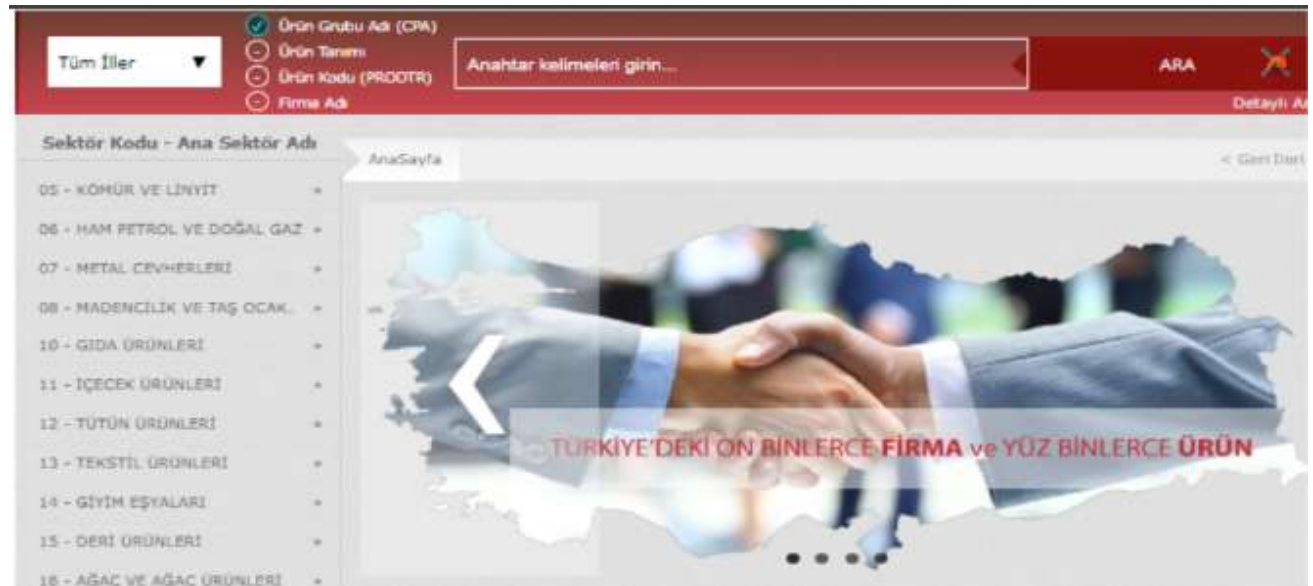 Tüm İller
Ürün Grubu Adı (CPA)
Ürün Tanımı
Ürün Kodu (PRODTR)
Firma Adı
Anahtar kelimeleri girin...
ARA
Detaylı
Sektör Kodu - Ana Sektör Adı
AnaSayfa
< Geri İleri
05 - KÖMÜR VE LİNYİT
06 - HAM PETROL VE DOĞAL GAZ
07 - METAL CEVHERLERİ
08 - MADENCİLİK VE TAŞ OCAK..
10 - GIDA ÜRÜNLERİ
11 - İÇECEK ÜRÜNLERİ
12 - TÜTÜN ÜRÜNLERİ
13 - TEKSTİL ÜRÜNLERİ
14 - GİYİM EŞYALARI
15 - DERİ ÜRÜNLERİ
16 - AĞAÇ VE AĞAÇ ÜRÜNLERİ
TÜRKİYE'DEKİ ON BİNLERCE FİRMA ve YÜZ BİNLERCE ÜRÜN